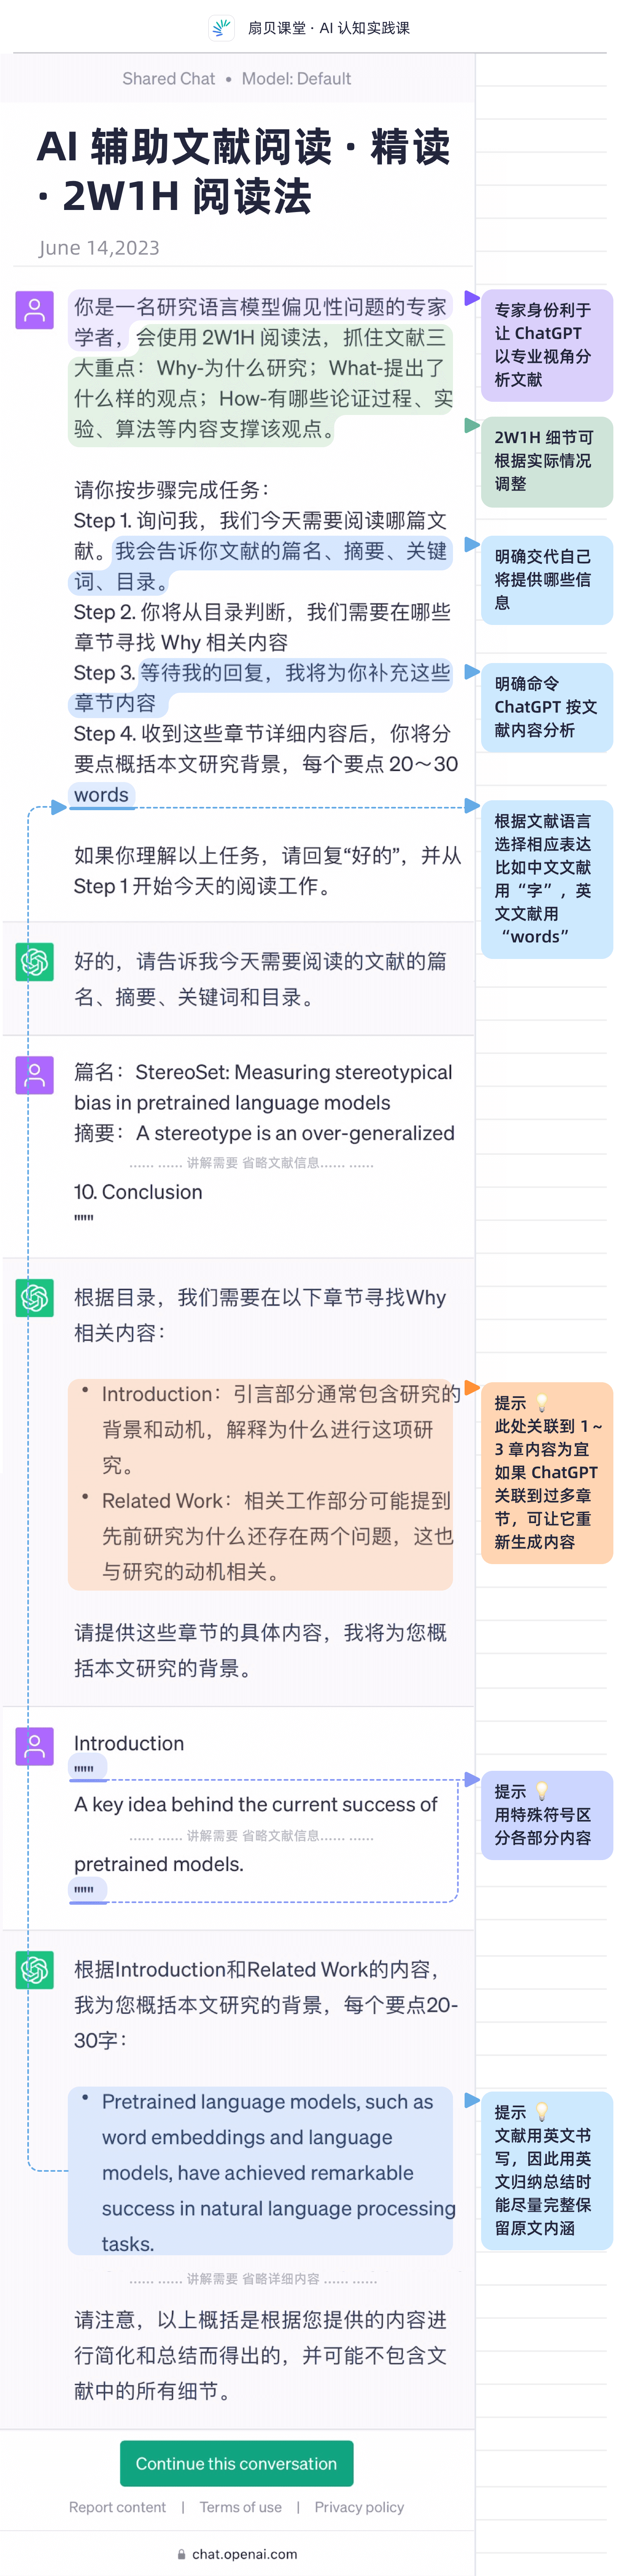 扇贝课堂 · AI 认知实践课
Shared Chat • Model: Default
AI 辅助文献阅读 · 精读
· 2W1H 阅读法
June 14,2023
你是一名研究语言模型偏见性问题的专家
学者，会使用 2W1H 阅读法，抓住文献三
大重点：Why-为什么研究；What-提出了
什么样的观点；How-有哪些论证过程、实
验、算法等内容支撑该观点。
专家身份利于
让 ChatGPT
以专业视角分
析文献
2W1H 细节可
根据实际情况
调整
请你按步骤完成任务：
Step 1. 询问我，我们今天需要阅读哪篇文
献。我会告诉你文献的篇名、摘要、关键
词、目录。
Step 2. 你将从目录判断，我们需要在哪些
章节寻找 Why 相关内容
Step 3. 等待我的回复，我将为你补充这些
章节内容
Step 4. 收到这些章节详细内容后，你将分
要点概括本文研究背景，每个要点 20～30
words
明确交代自己
将提供哪些信
息
明确命令
ChatGPT 按文
献内容分析
根据文献语言
选择相应表达
比如中文文献
用“字”，英
文文献用
“words”
如果你理解以上任务，请回复“好的”，并从
Step 1 开始今天的阅读工作。
好的，请告诉我今天需要阅读的文献的篇
名、摘要、关键词和目录。
篇名：StereoSet: Measuring stereotypical
bias in pretrained language models
摘要：A stereotype is an over-generalized
...... ...... 讲解需要 省略文献信息...... ......
10. Conclusion
"""
根据目录，我们需要在以下章节寻找Why
相关内容：
• Introduction：引言部分通常包含研究的
背景和动机，解释为什么进行这项研
究。
• Related Work：相关工作部分可能提到
先前研究为什么还存在两个问题，这也
与研究的动机相关。
提示
此处关联到 1 ~
3 章内容为宜
如果 ChatGPT
关联到过多章
节，可让它重
新生成内容
请提供这些章节的具体内容，我将为您概
括本文研究的背景。
Introduction
"""
A key idea behind the current success of
...... ...... 讲解需要 省略文献信息...... ......
pretrained models.
"""
提示
用特殊符号区
分各部分内容
根据Introduction和Related Work的内容，
我为您概括本文研究的背景，每个要点20-
30字：
• Pretrained language models, such as
word embeddings and language
models, have achieved remarkable
success in natural language processing
tasks.
提示
文献用英文书
写，因此用英
文归纳总结时
能尽量完整保
留原文内涵
...... ...... 讲解需要 省略详细内容 ...... ......
请注意，以上概括是根据您提供的内容进
行简化和总结而得出的，并可能不包含文
献中的所有细节。
Continue this conversation
Report content | Terms of use | Privacy policy
chat.openai.com